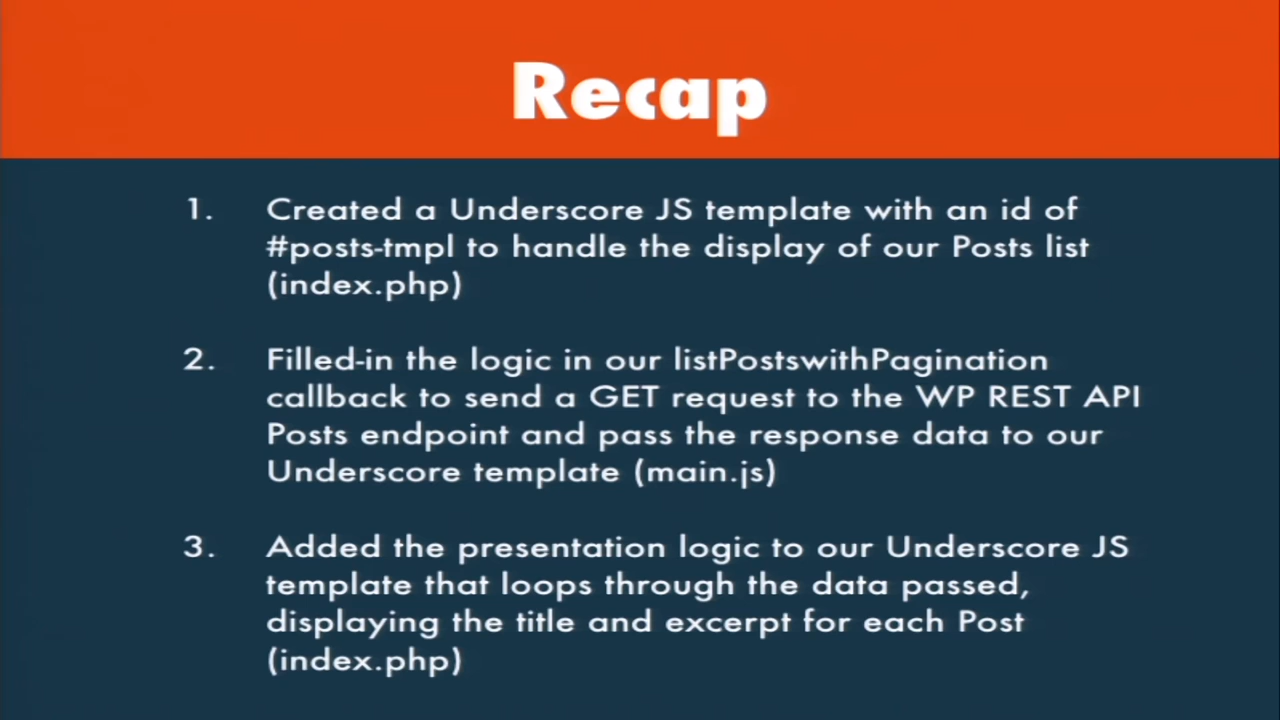 Recap
1. Created a Underscore JS template with an id of
#posts-tmpl to handle the display of our Posts list
(index.php)
2. Filled-in the logic in our listPostswithPagination
callback to send a GET request to the WP REST API
Posts endpoint and pass the response data to our
Underscore template (main.js)
3. Added the presentation logic to our Underscore JS
template that loops through the data passed,
displaying the title and excerpt for each Post
(index.php)